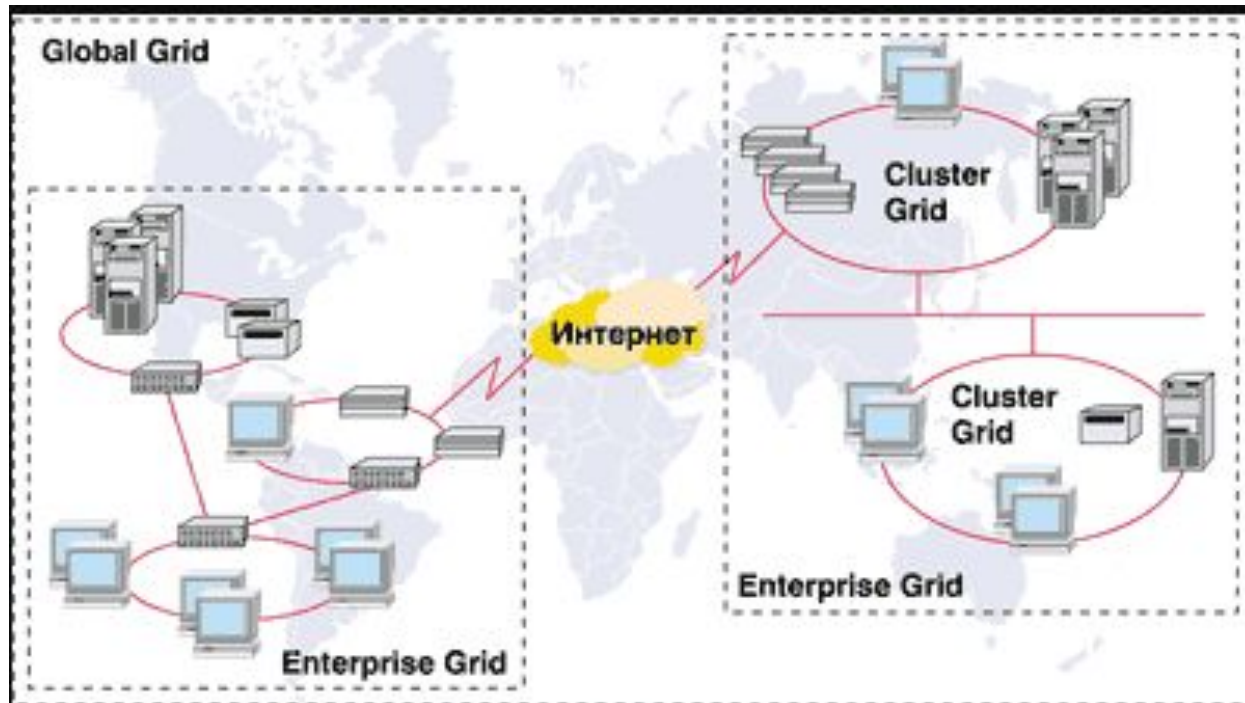 Global Grid
Cluster
Grid
Интернет
Cluster
Grid
Enterprise Grid
Enterprise Grid